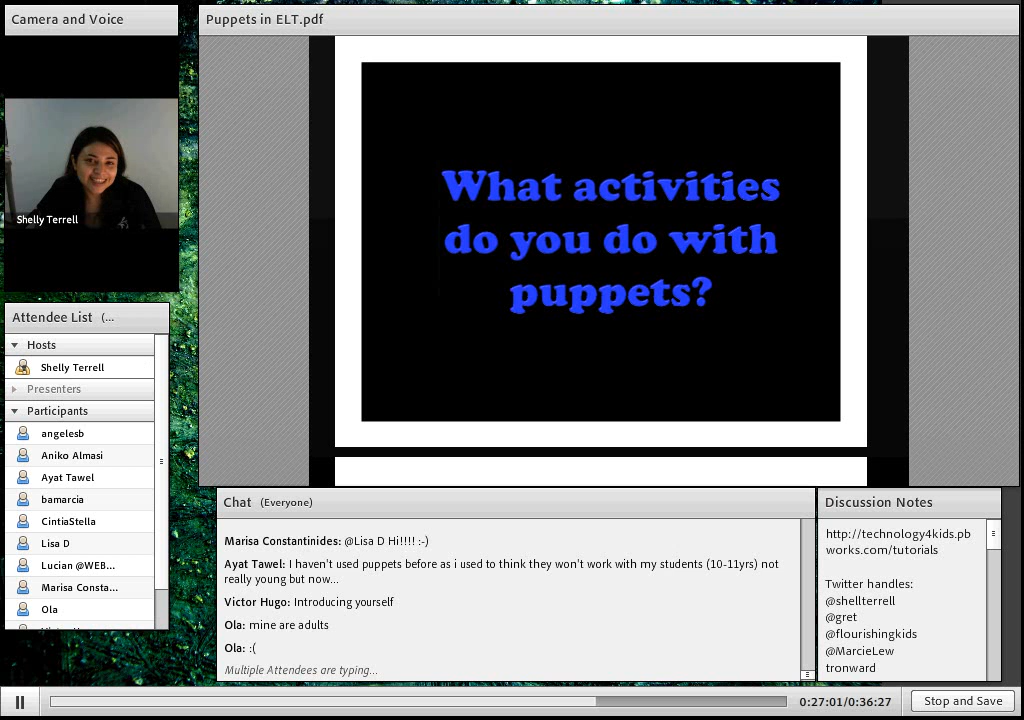 Camera and Voice
Shelly Terrell
Puppets in ELT.pdf
What activities
do you do with
puppets?
Attendee List (...
Hosts
Shelly Terrell
Presenters
Participants
angelesb
Aniko Almasi
Ayat Tawel
bamarcia
CintiaStella
Lisa D
Lucian @WEB...
Marisa Consta...
Ola
Chat (Everyone)
Marisa Constantinides: @Lisa D Hi!!!! :-)
Ayat Tawel: I haven't used puppets before as i used to think they won't work with my students (10-11yrs) not
really young but now...
Victor Hugo: Introducing yourself
Ola: mine are adults
Ola: :(
Multiple Attendees are typing...
Discussion Notes
http://technology4kids.pb
works.com/tutorials
Twitter handles:
@shellterrell
@gret
@flourishingkids
@MarcieLew
tronward
0:27:01/0:36:27
Stop and Save